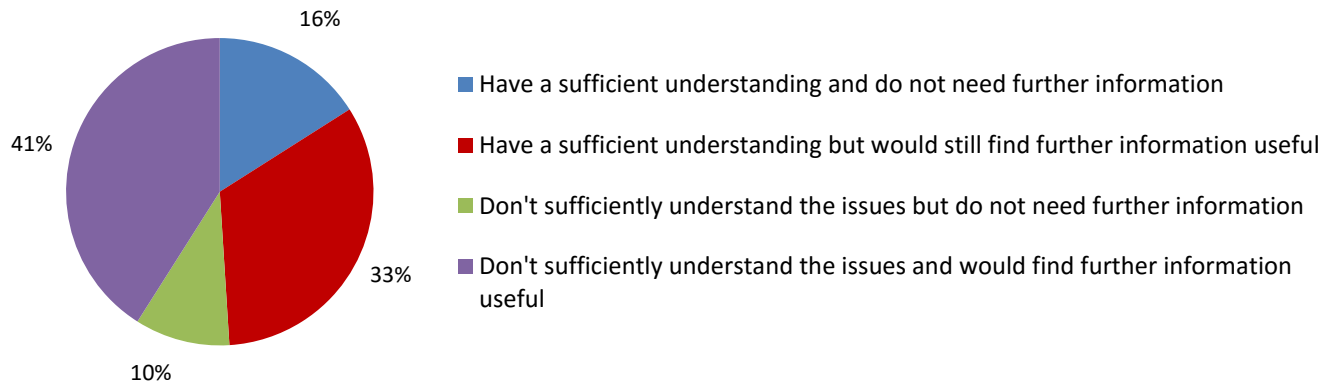 16%
41%
33%
10%
Have a sufficient understanding and do not need further information
Have a sufficient understanding but would still find further information useful
Don't sufficiently understand the issues but do not need further information
Don't sufficiently understand the issues and would find further information
useful